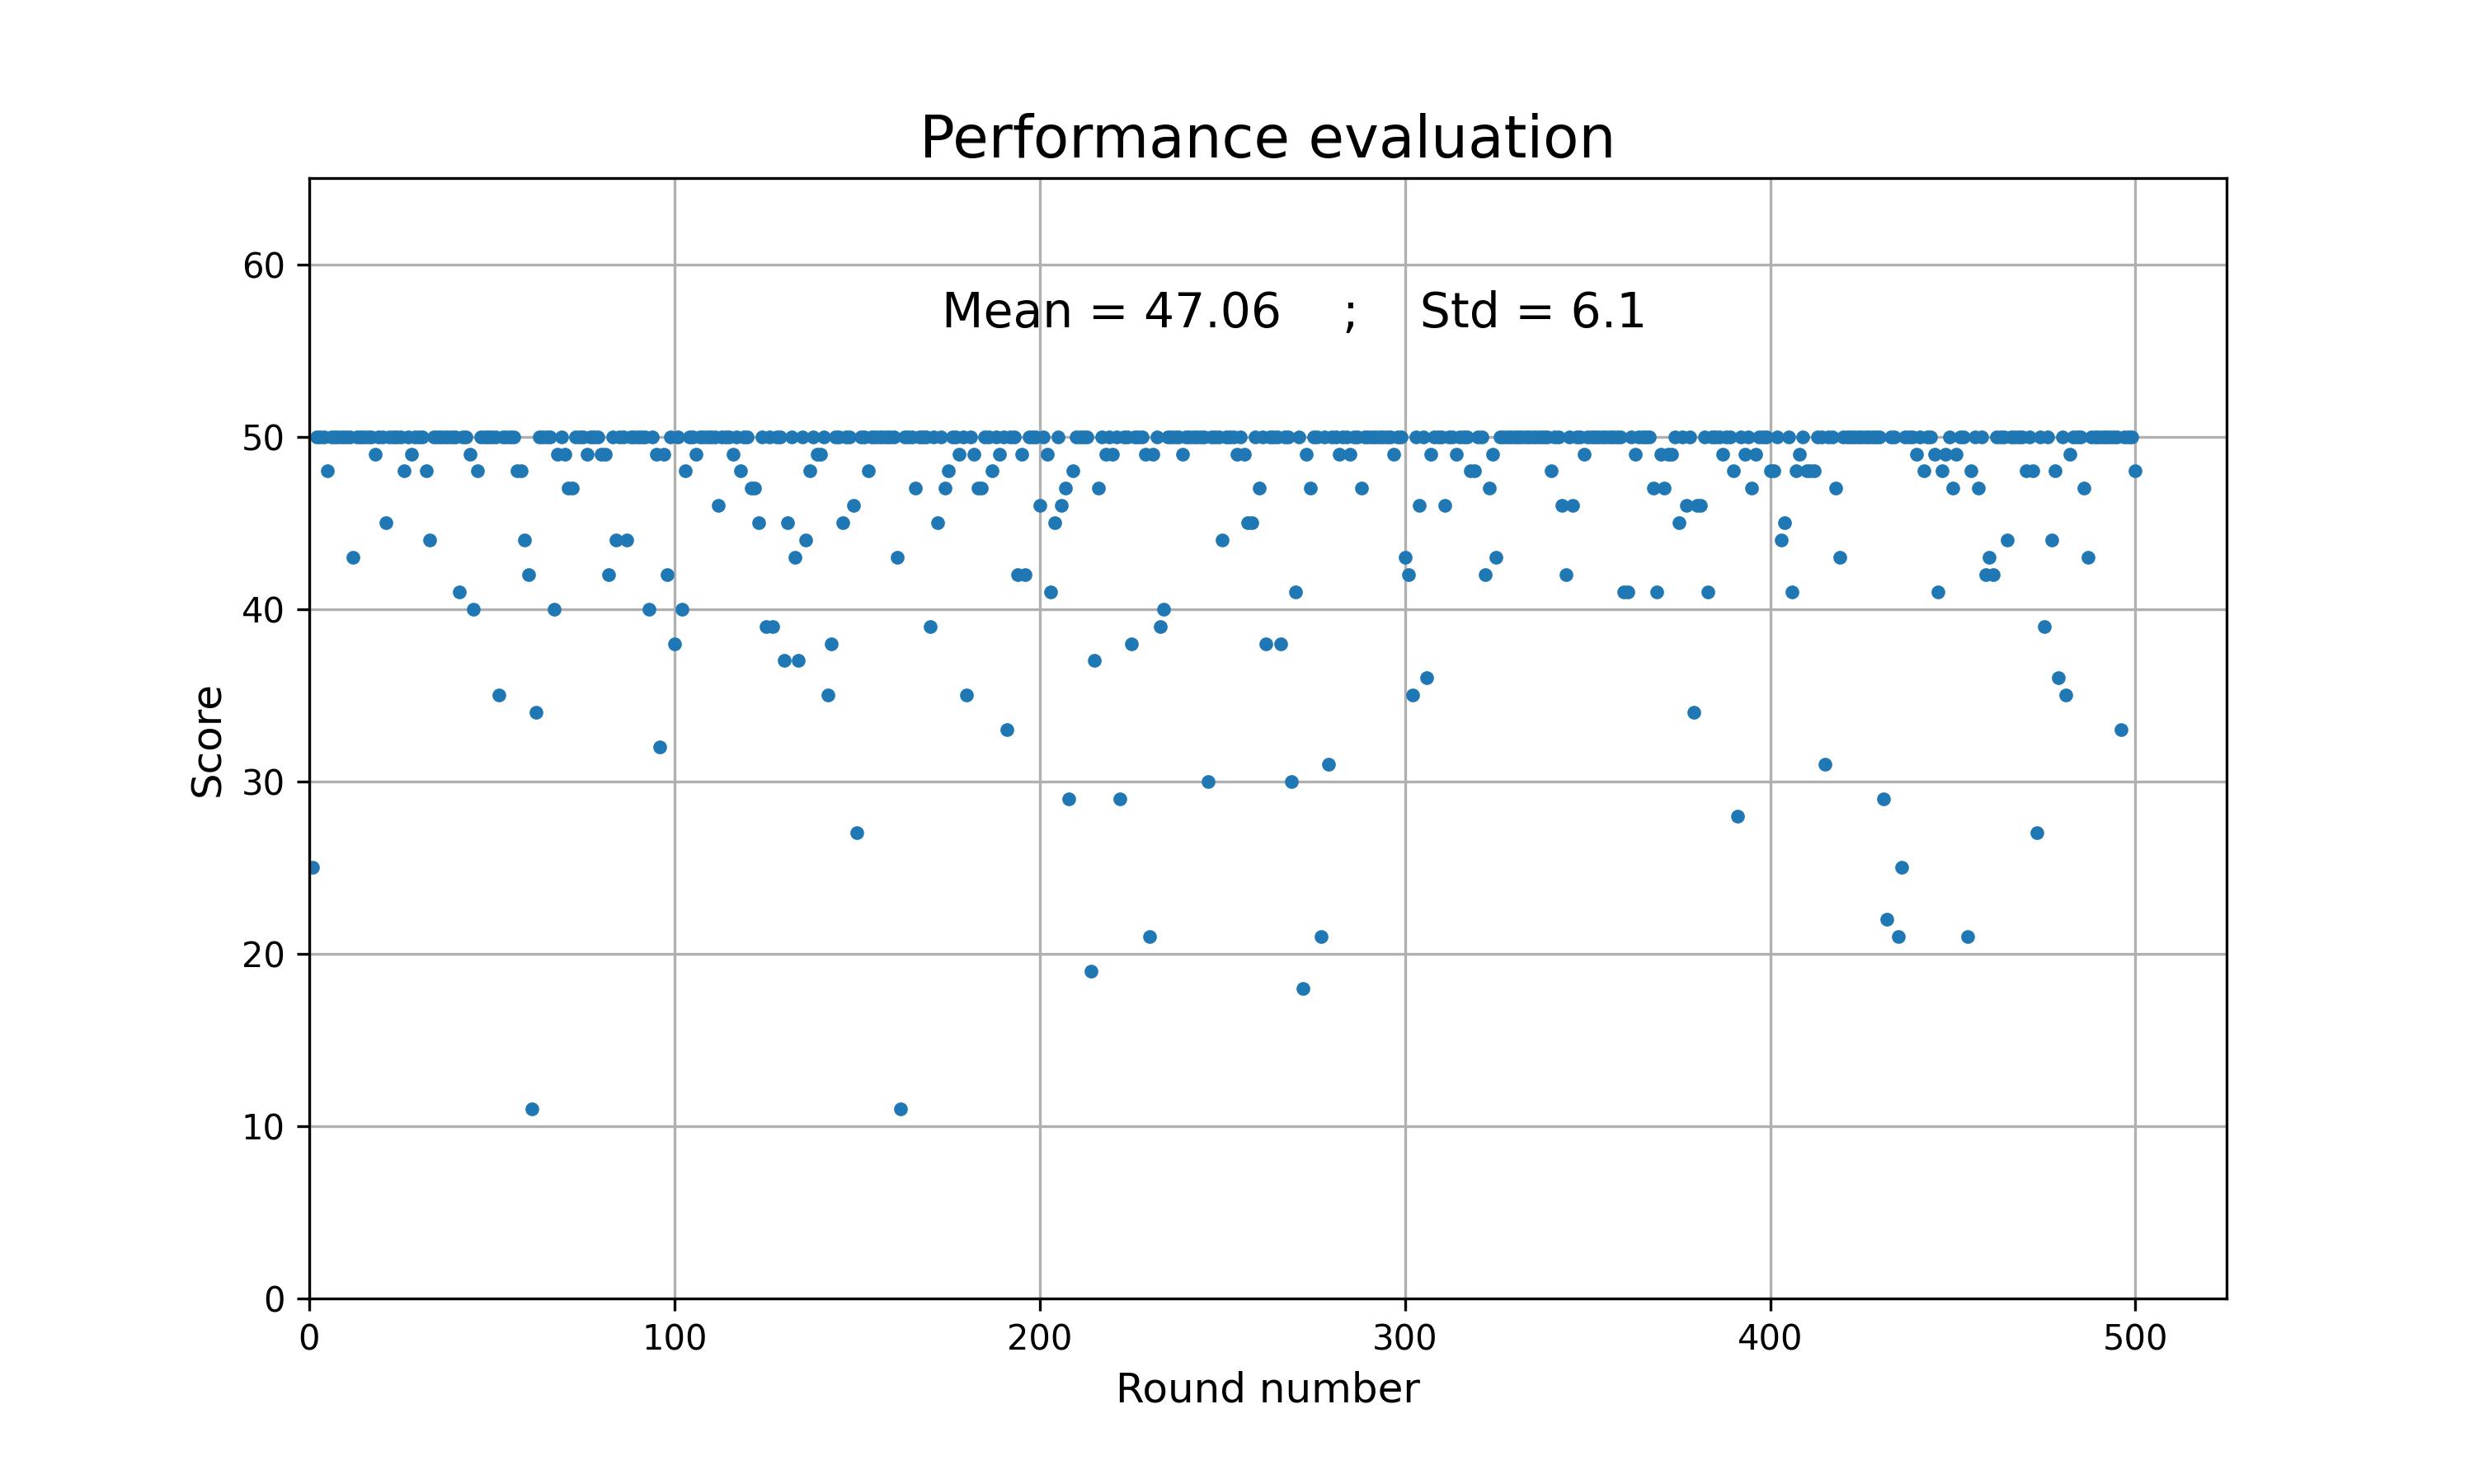 Performance evaluation
Mean = 47.06 ; Std = 6.1
60
50
40
30
20
10
0
Score
0 100 200 300 400 500
Round number